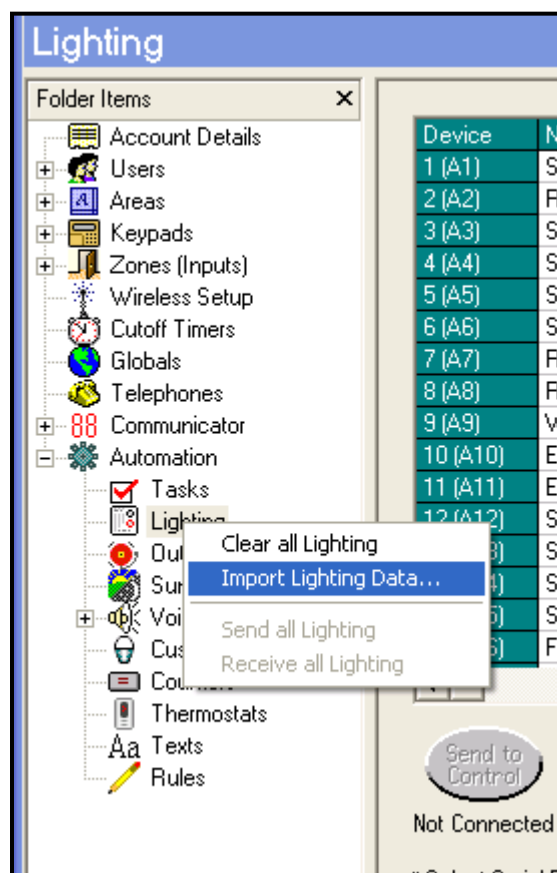 Lighting
Folder Items
Account Details
Users
Areas
Keypads
Zones (Inputs)
Wireless Setup
Cutoff Timers
Globals
Telephones
88 Communicator
Automation
Tasks
Lighting
Clear all Lighting
Import Lighting Data...
Send all Lighting
Receive all Lighting
Thermostats
Aa Texts
Rules
Device
1 (A1)
2 (A2)
3 (A3)
4 (A4)
5 (A5)
6 (A6)
7 (A7)
8 (A8)
9 (A9)
10 (A10)
11 (A11)
12 (A12)
Send to
Control
Not Connected